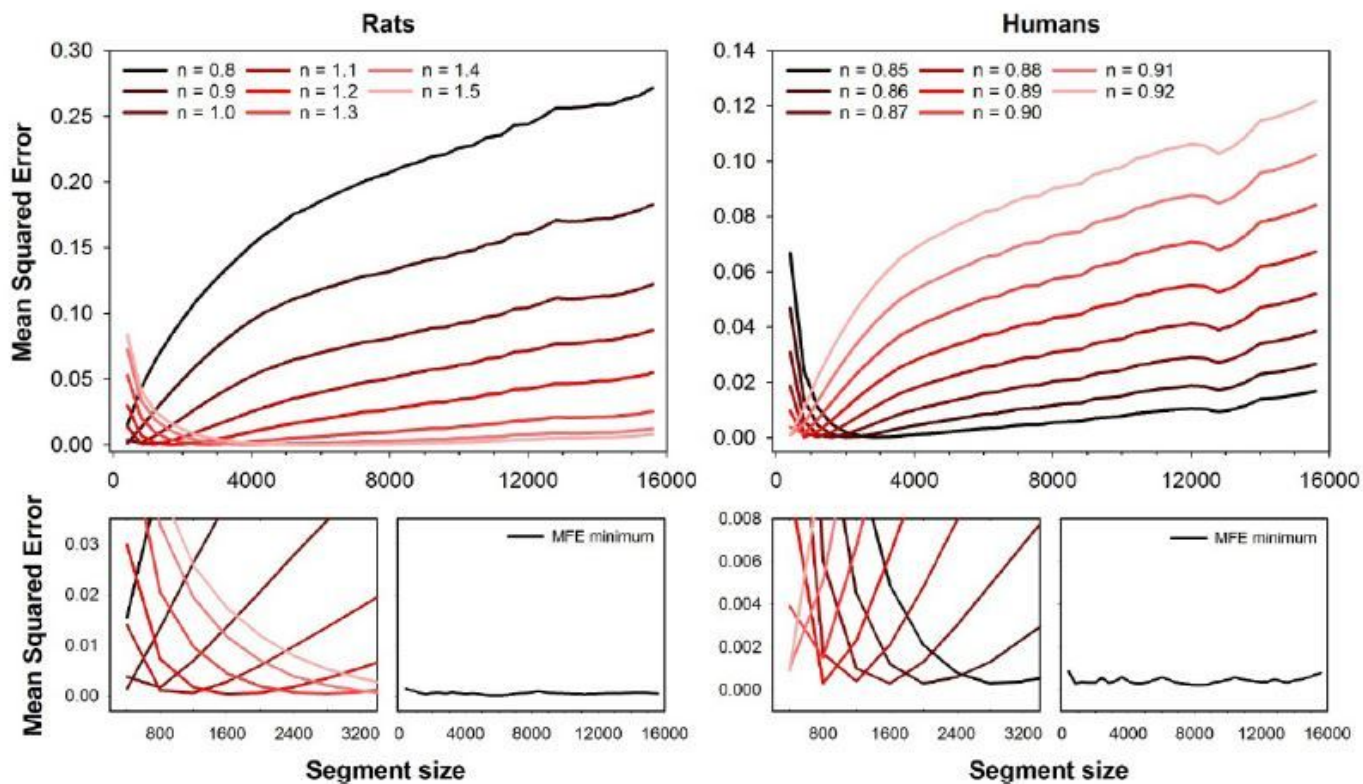 Rats
Humans
Mean Squared Error
0.30
0.25
0.20
0.15
0.10
0.05
0.00
n = 0.8
n = 0.9
n = 1.0
n = 1.1
n = 1.2
n = 1.3
n = 1.4
n = 1.5
0
4000
8000
12000
16000
0.14
0.12
0.10
0.08
0.06
0.04
0.02
0.00
n = 0.85
n = 0.86
n = 0.87
n = 0.88
n = 0.89
n = 0.90
n = 0.91
n = 0.92
0
4000
8000
12000
16000
Mean Squared Error
0.03
0.02
0.01
0.00
800
1600
2400
3200
MFE minimum
0
4000
8000
12000
16000
Segment size
0.008
0.006
0.004
0.002
0.000
800
1600
2400
3200
MFE minimum
0
4000
8000
12000
16000
Segment size